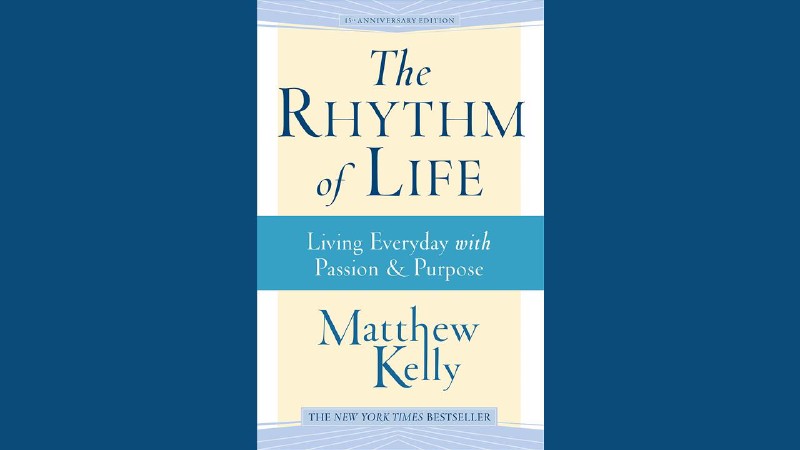 15TH ANNIVERSARY EDITION
The
RHYTHM
of LIFE
Living Everyday with
Passion & Purpose
Matthew
Kelly
THE NEW YORK TIMES BESTSELLER